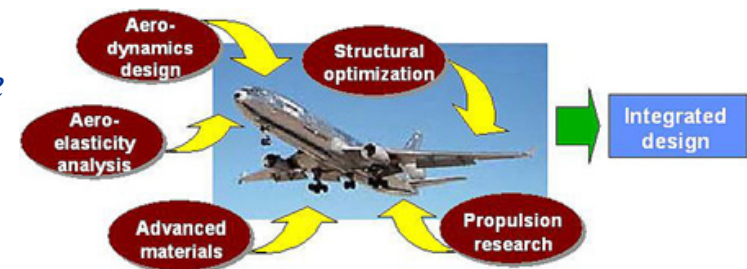 Aero-
dynamics
design
Structural
optimization
e
Aero-
elasticity
analysis
Integrated
design
Advanced
materials
Propulsion
research